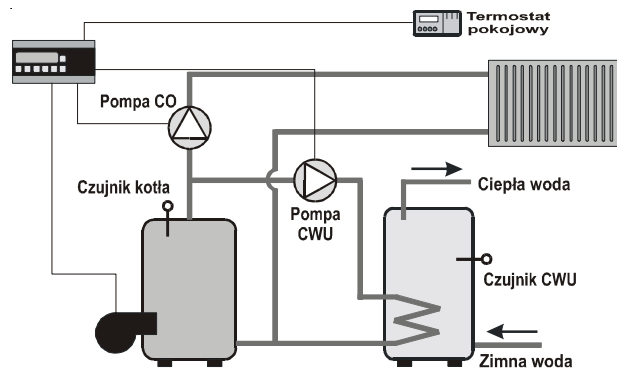 Termostat
pokojowy
Pompa CO
Czujnik kotła
Pompa
CWU
Ciepła woda
Czujnik CWU
Zimna woda